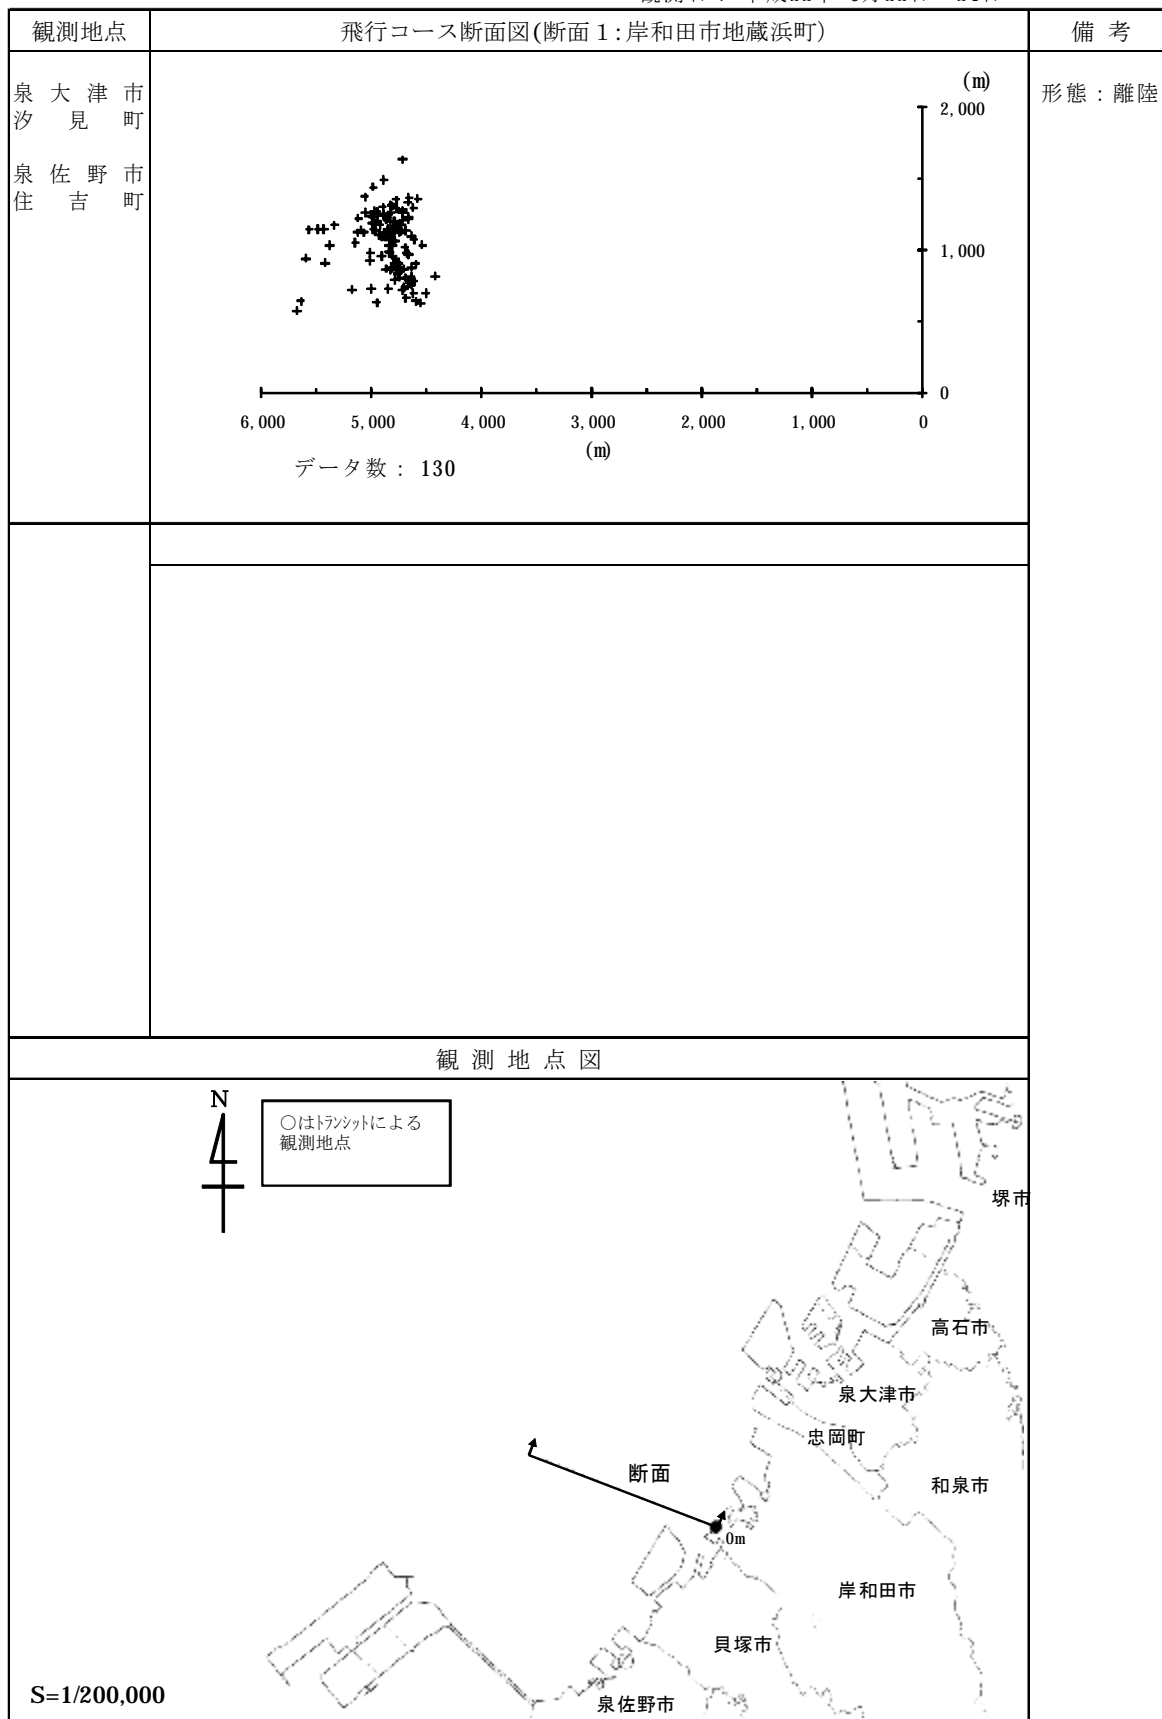 観測地点
飛行コース断面図(断面1:岸和田市地蔵浜町)
備 考
泉 大 津 市
汐 見 町
泉 佐 野 市
住 吉 町
(m)
2,000
1,000
0
6,000 5,000 4,000 3,000 2,000 1,000 0
(m)
データ数: 130
形態:離陸
観 測 地 点 図
N
○はトランシットによる
観測地点
堺市
高石市
泉大津市
忠岡町
断面
和泉市
0m
岸和田市
貝塚市
泉佐野市
S=1/200,000